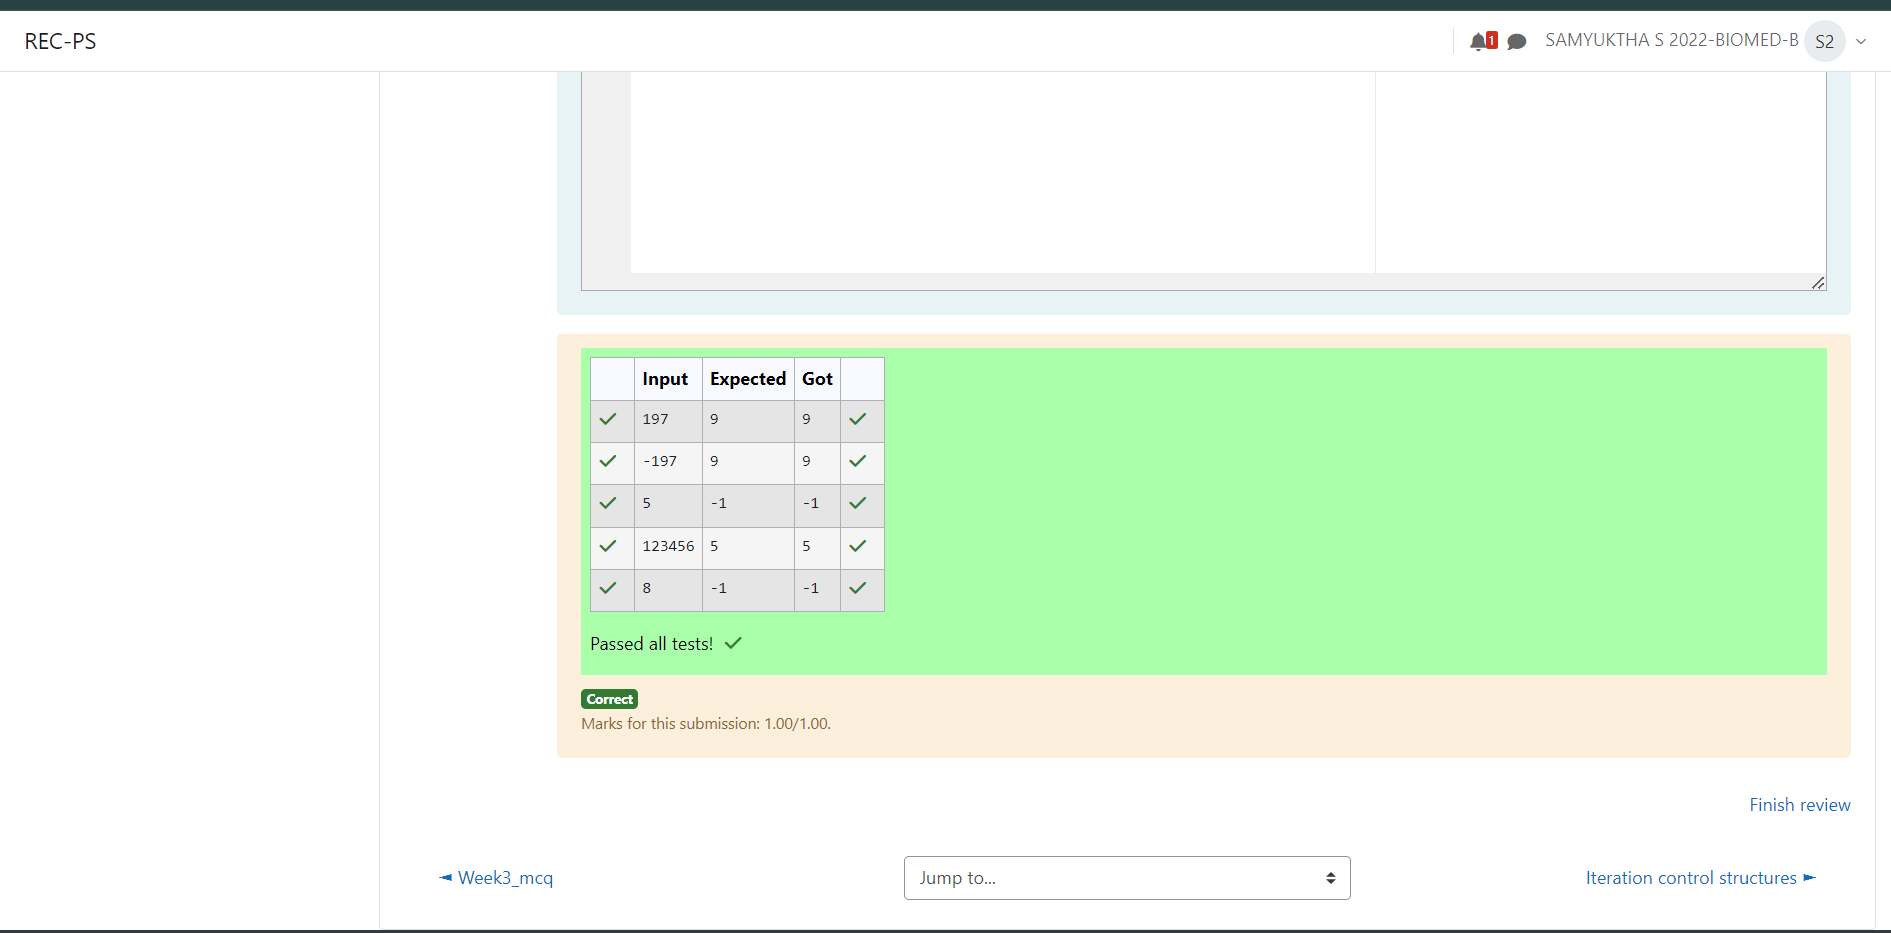 REC-PS
1
SAMYUKTHA S 2022-BIOMED-B
S2
Input Expected Got
197 9 9
-197 9 9
5 -1 -1
123456 5 5
8 -1 -1
Passed all tests!
Correct
Marks for this submission: 1.00/1.00.
Finish review
◄ Week3_mcq
Jump to...
Iteration control structures ►